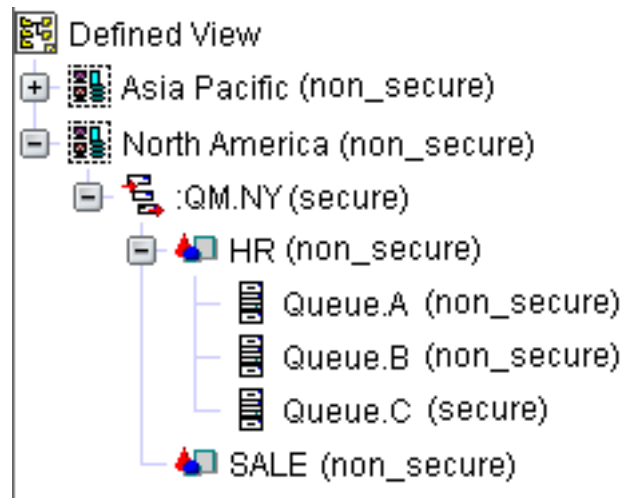 Defined View
Asia Pacific (non_secure)
North America (non_secure)
:QM.NY (secure)
HR (non_secure)
Queue.A (non_secure)
Queue.B (non_secure)
Queue.C (secure)
SALE (non_secure)